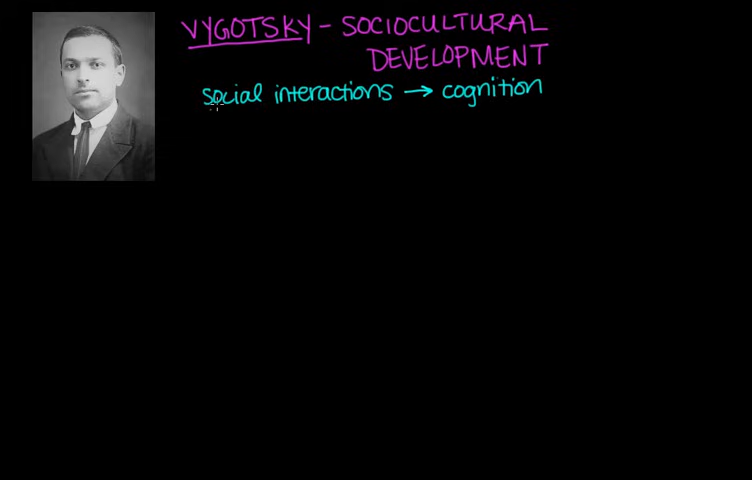 VYGOTSKY - SOCIOCULTURAL
DEVELOPMENT
social interactions → cognition